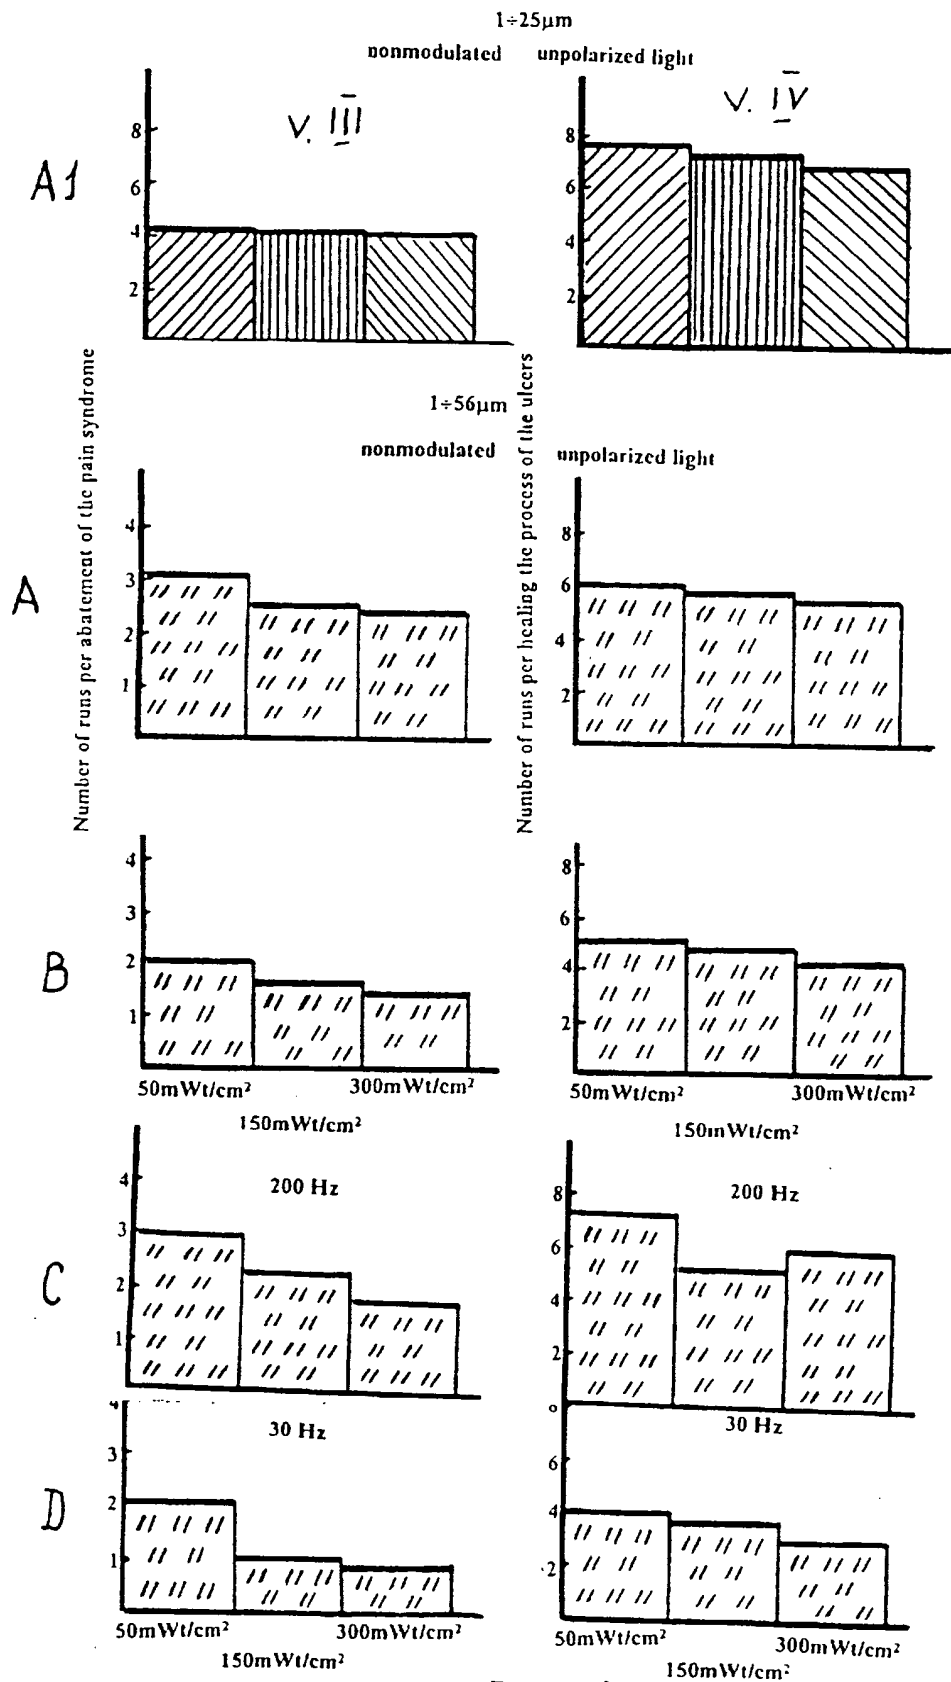 1÷25μm
nonmodulated unpolarized light
V. III
V. IV
A1
8
6
4
2
8
6
4
2
Number of runs per abatement of the pain syndrome
Number of runs per healing the process of the ulcers
1÷56μm
nonmodulated unpolarized light
A
4
3
2
1
8
6
4
2
B
4
3
2
1
8
6
4
2
50mWt/cm² 300mWt/cm²
150mWt/cm²
50mWt/cm² 300mWt/cm²
150mWt/cm²
C
200 Hz
4
3
2
1
200 Hz
8
6
4
2
D
30 Hz
4
3
2
1
30 Hz
6
4
2
50mWt/cm² 300mWt/cm²
150mWt/cm²
50mWt/cm² 300mWt/cm²
150mWt/cm²